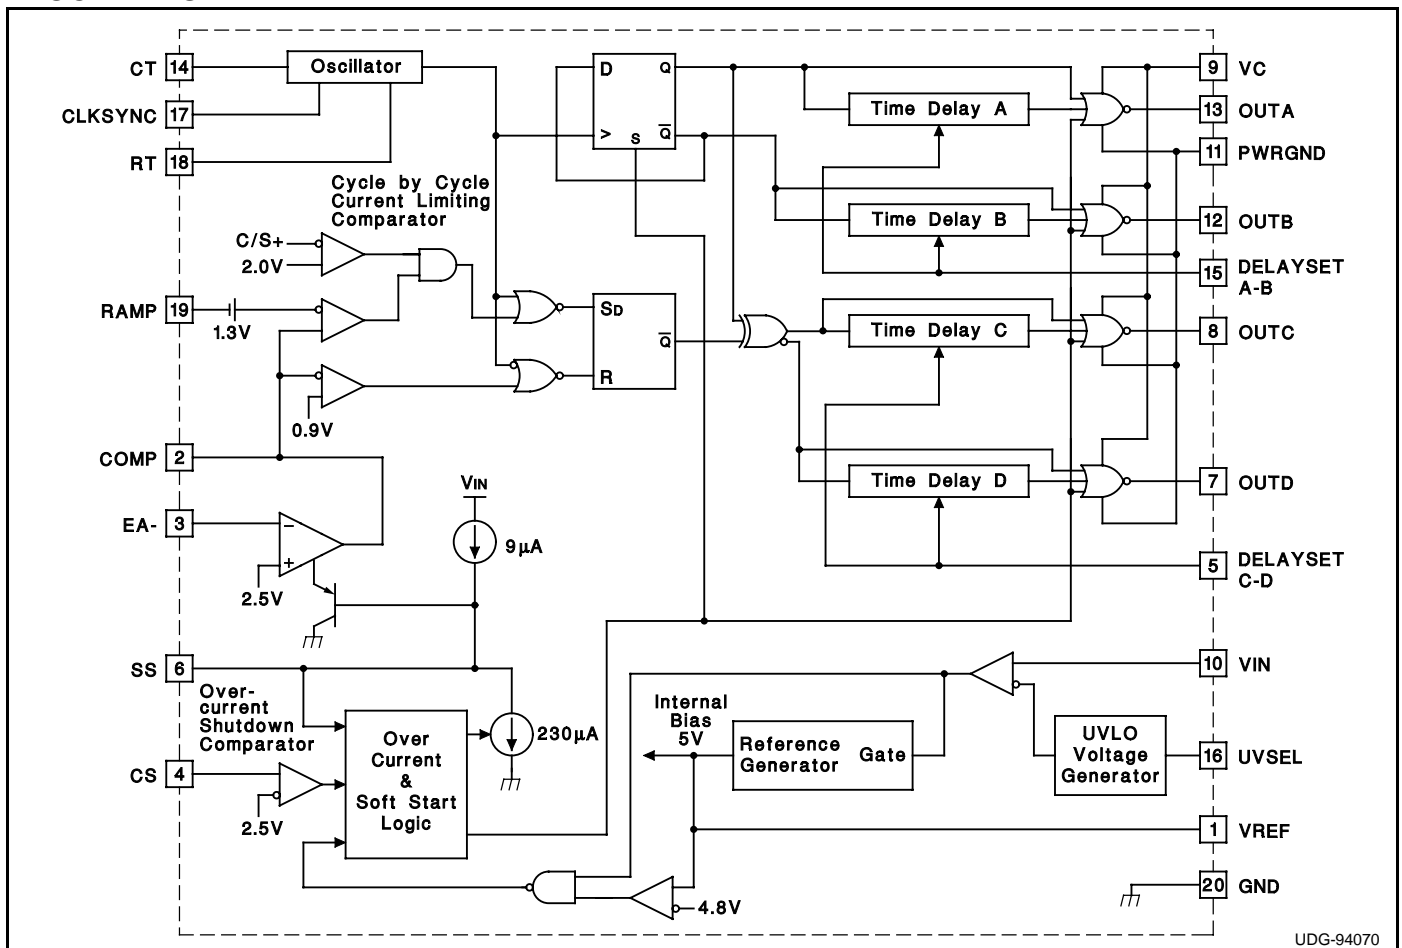 CT 14 Oscillator D Q Time Delay A 9 VC
CLKSYNC 17 > S Q 13 OUTA
RT 18 11 PWRGND
Cycle by Cycle
Current Limiting
Comparator
Time Delay B 12 OUTB
C/S+
2.0V
15 DELAYSET
A-B
RAMP 19 1.3V
SD
Q
R
Time Delay C 8 OUTC
0.9V
COMP 2
Time Delay D 7 OUTD
VIN
EA- 3 − +
9µA
2.5V
5 DELAYSET
C-D
SS 6
10 VIN
Over-
current
Shutdown
Comparator
Over
Current
&
Soft Start
Logic
230µA
Internal
Bias
5V
Reference
Generator
Gate
UVLO
Voltage
Generator
16 UVSEL
CS 4
2.5V
1 VREF
4.8V
20 GND
UDG-94070